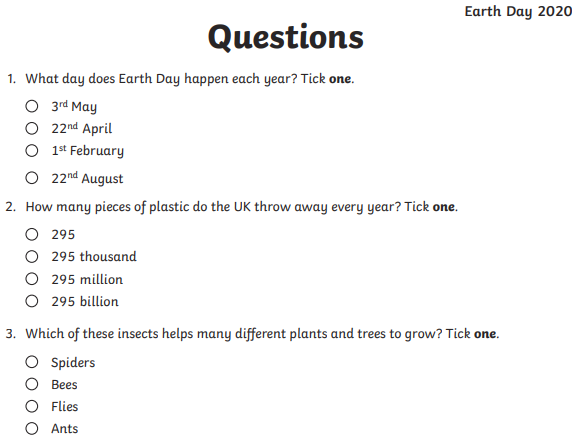 Earth Day 2020
Questions
1. What day does Earth Day happen each year? Tick one.
3rd May
22nd April
1st February
22nd August
2. How many pieces of plastic do the UK throw away every year? Tick one.
295
295 thousand
295 million
295 billion
3. Which of these insects helps many different plants and trees to grow? Tick one.
Spiders
Bees
Flies
Ants